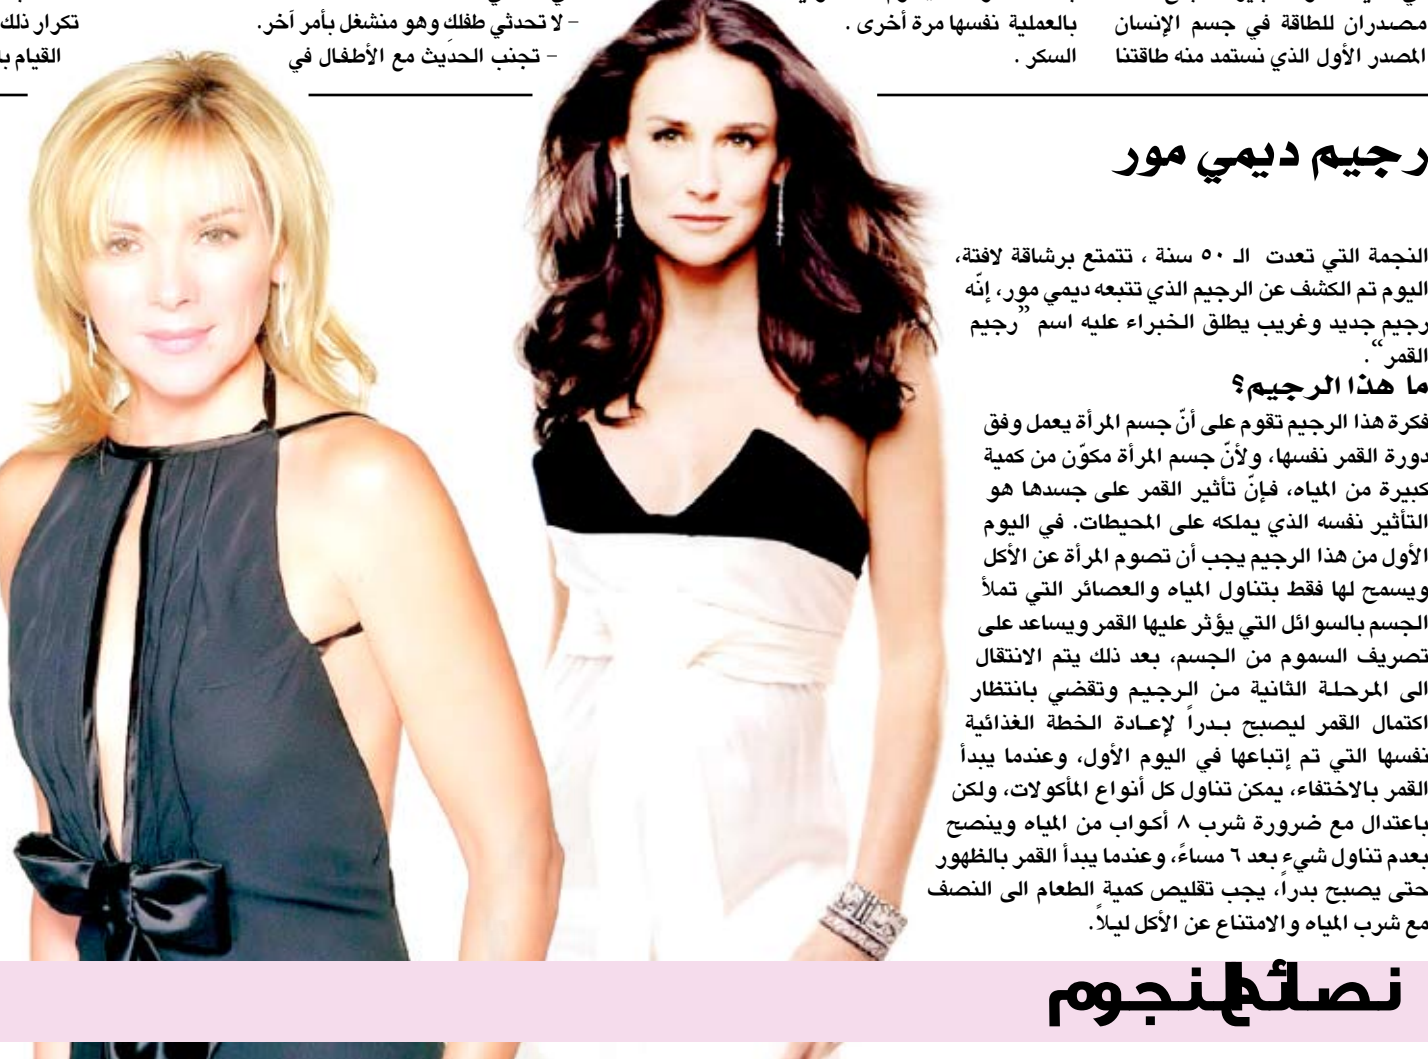 مصدران للطاقة في جسم الإنسان
المصدر الأول الذي نستمد منه طاقتنا
بالعملية نفسها مرة أخرى .
السكر .
- لا تحدثي طفلك وهو منشغل بأمر آخر.
- تجنب الحديث مع الأطفال في
تكرار ذلك
القيام
رجيم ديمي مور
النجمة التي تعدت الـ ٥٠ سنة ، تتمتع برشاقة لافتة،
اليوم تم الكشف عن الرجيم الذي تتبعه ديمي مور، إنّه
رجيم جديد وغريب يطلق الخبراء عليه اسم ”رجيم
القمر“.
ما هذا الرجيم؟
فكرة هذا الرجيم تقوم على أنّ جسم المرأة يعمل وفق
دورة القمر نفسها، ولأنّ جسم المرأة مكوّن من كمية
كبيرة من المياه، فإنّ تأثير القمر على جسدها هو
التأثير نفسه الذي يملكه على المحيطات. في اليوم
الأول من هذا الرجيم يجب أن تصوم المرأة عن الأكل
ويسمح لها فقط بتناول المياه والعصائر التي تملأ
الجسم بالسوائل التي يؤثر عليها القمر ويساعد على
تصريف السموم من الجسم، بعد ذلك يتم الانتقال
الى المرحلة الثانية من الرجيم وتقضي بانتظار
اكتمال القمر ليصبح بدراً لإعادة الخطة الغذائية
نفسها التي تم إتباعها في اليوم الأول، وعندما يبدأ
القمر بالاختفاء، يمكن تناول كل أنواع المأكولات، ولكن
باعتدال مع ضرورة شرب ٨ أكواب من المياه وينصح
بعدم تناول شيء بعد ٦ مساءً، وعندما يبدأ القمر بالظهور
حتى يصبح بدراً، يجب تقليص كمية الطعام الى النصف
مع شرب المياه والامتناع عن الأكل ليلاً.
نصائح النجوم